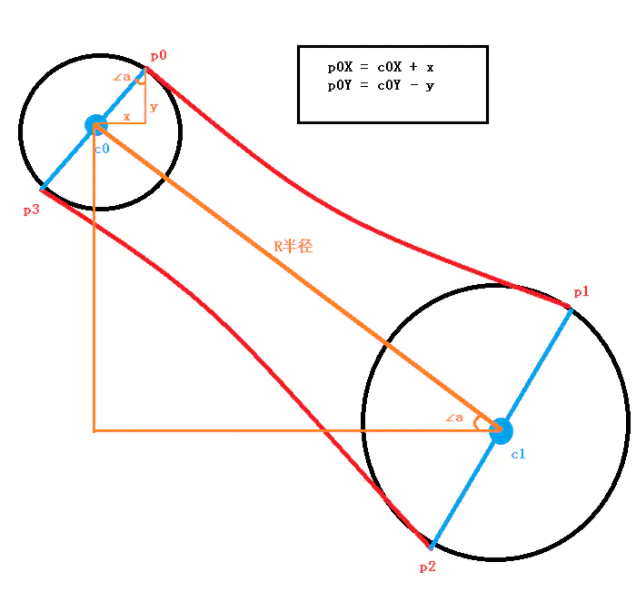 p0
∠a
y
x
c0
p3
p0X = c0X + x
p0Y = c0Y - y
R半径
p1
∠a
c1
p2